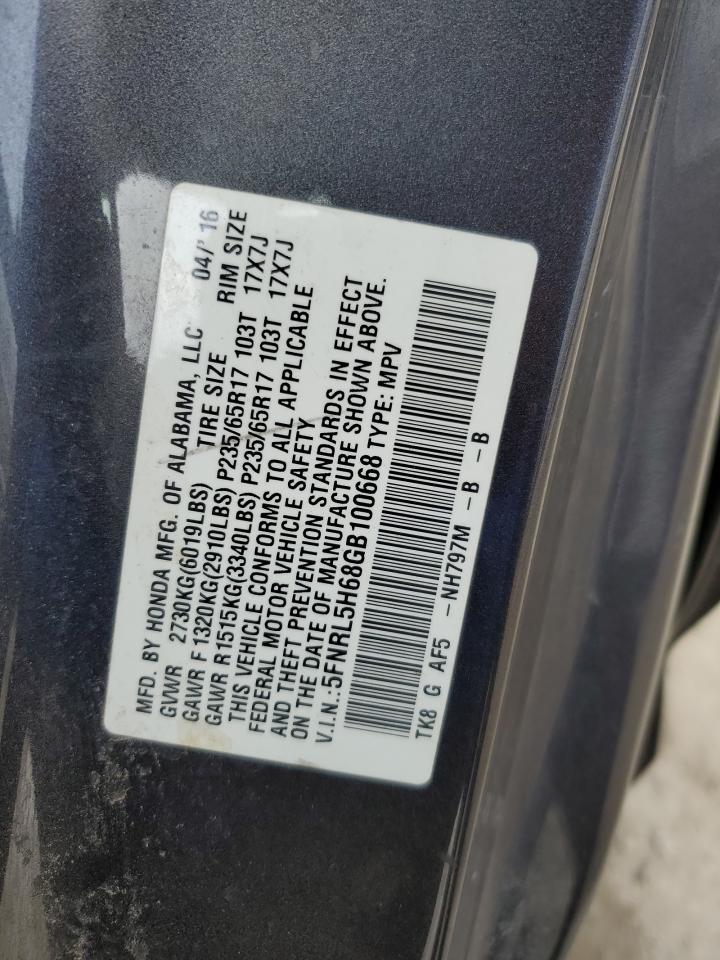 MFD. BY HONDA MFG. OF ALABAMA, LLC 04/'16
GVWR 2730KG(6019LBS) TIRE SIZE RIM SIZE
GAWR F 1320KG(2910LBS) P235/65R17 103T 17X7J
GAWR R 1515KG(3340LBS) P235/65R17 103T 17X7J
THIS VEHICLE CONFORMS TO ALL APPLICABLE
FEDERAL MOTOR VEHICLE SAFETY
AND THEFT PREVENTION STANDARDS IN EFFECT
ON THE DATE OF MANUFACTURE SHOWN ABOVE.
V.I.N.:5FNRL5H68GB100668 TYPE: MPV
TK8 G AF5 -NH797M -B -B